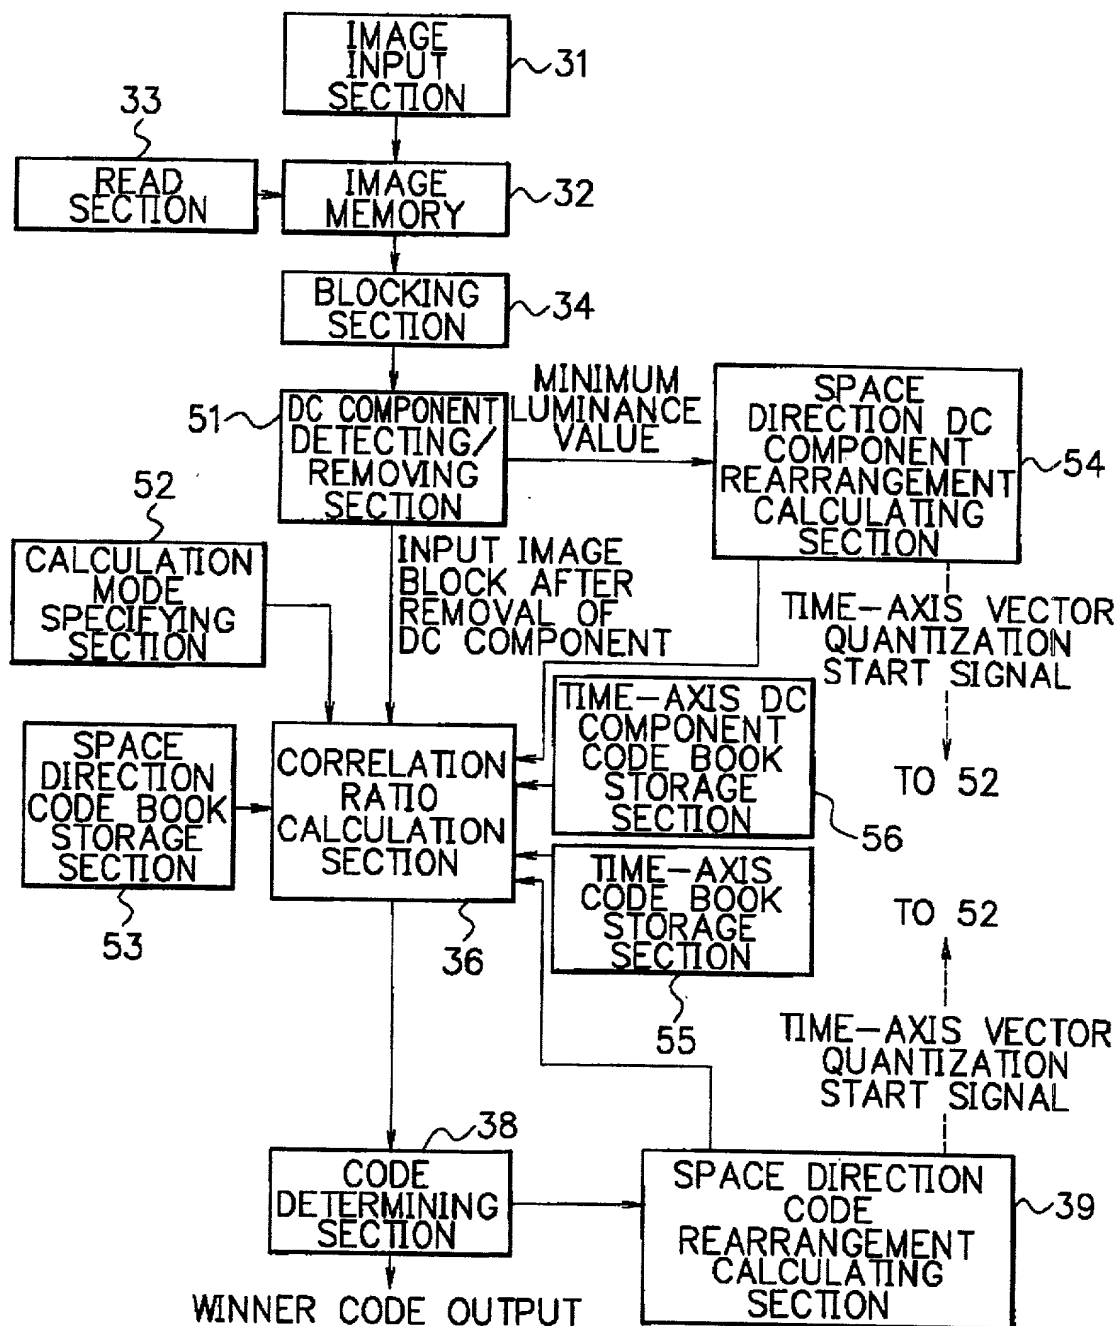 IMAGE
INPUT
SECTION
31
33
READ
SECTION
IMAGE
MEMORY
32
BLOCKING
SECTION
34
51
DC COMPONENT
DETECTING/
REMOVING
SECTION
MINIMUM
LUMINANCE
VALUE
SPACE
DIRECTION DC
COMPONENT
REARRANGEMENT
CALCULATING
SECTION
54
52
CALCULATION
MODE
SPECIFYING
SECTION
INPUT IMAGE
BLOCK AFTER
REMOVAL OF
DC COMPONENT
TIME-AXIS VECTOR
QUANTIZATION
START SIGNAL
TO 52
SPACE
DIRECTION
CODE BOOK
STORAGE
SECTION
53
CORRELATION
RATIO
CALCULATION
SECTION
36
TIME-AXIS DC
COMPONENT
CODE BOOK
STORAGE
SECTION
56
TIME-AXIS
CODE BOOK
STORAGE
SECTION
55
TO 52
TIME-AXIS VECTOR
QUANTIZATION
START SIGNAL
38
CODE
DETERMINING
SECTION
SPACE DIRECTION
CODE
REARRANGEMENT
CALCULATING
SECTION
39
WINNER CODE OUTPUT